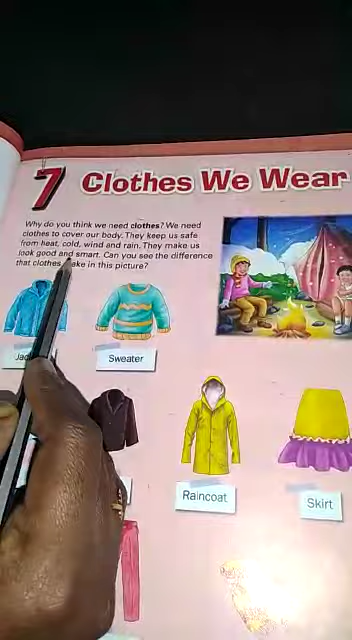 7 Clothes We Wear
Why do you think we need clothes? We need
clothes to cover our body. They keep us safe
from heat, cold, wind and rain. They make us
look good and smart. Can you see the difference
that clothes make in this picture?
Sweater
Raincoat
Skirt